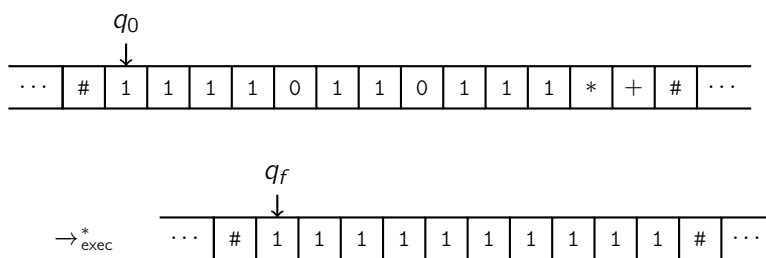 q0
⋯ # 1 1 1 1 0 1 1 0 1 1 1 * + # ⋯
qf
→*exec ⋯ # 1 1 1 1 1 1 1 1 1 1 # ⋯